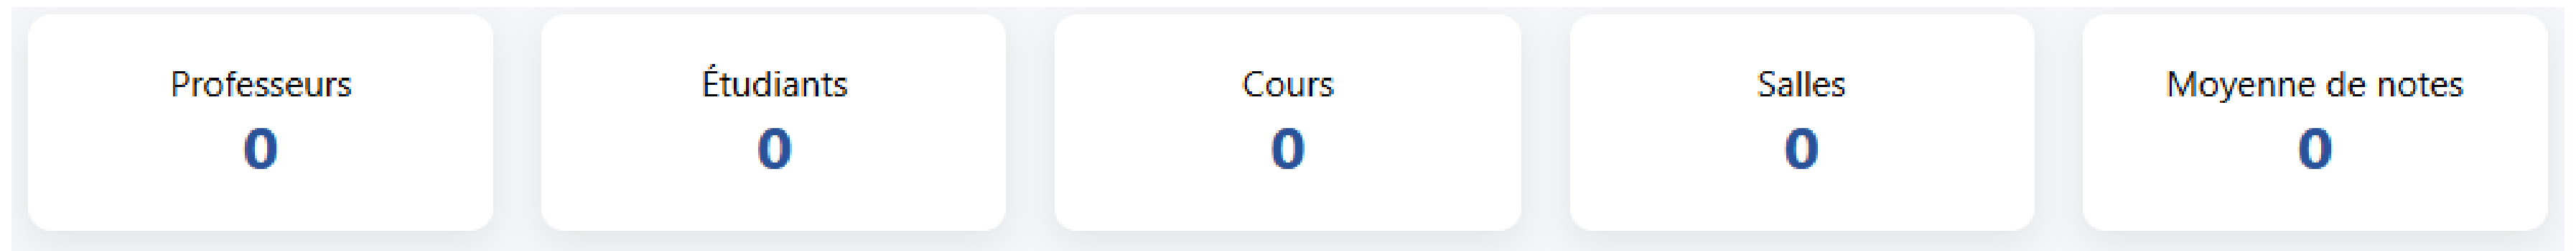 Professeurs
0
Étudiants
0
Cours
0
Salles
0
Moyenne de notes
0